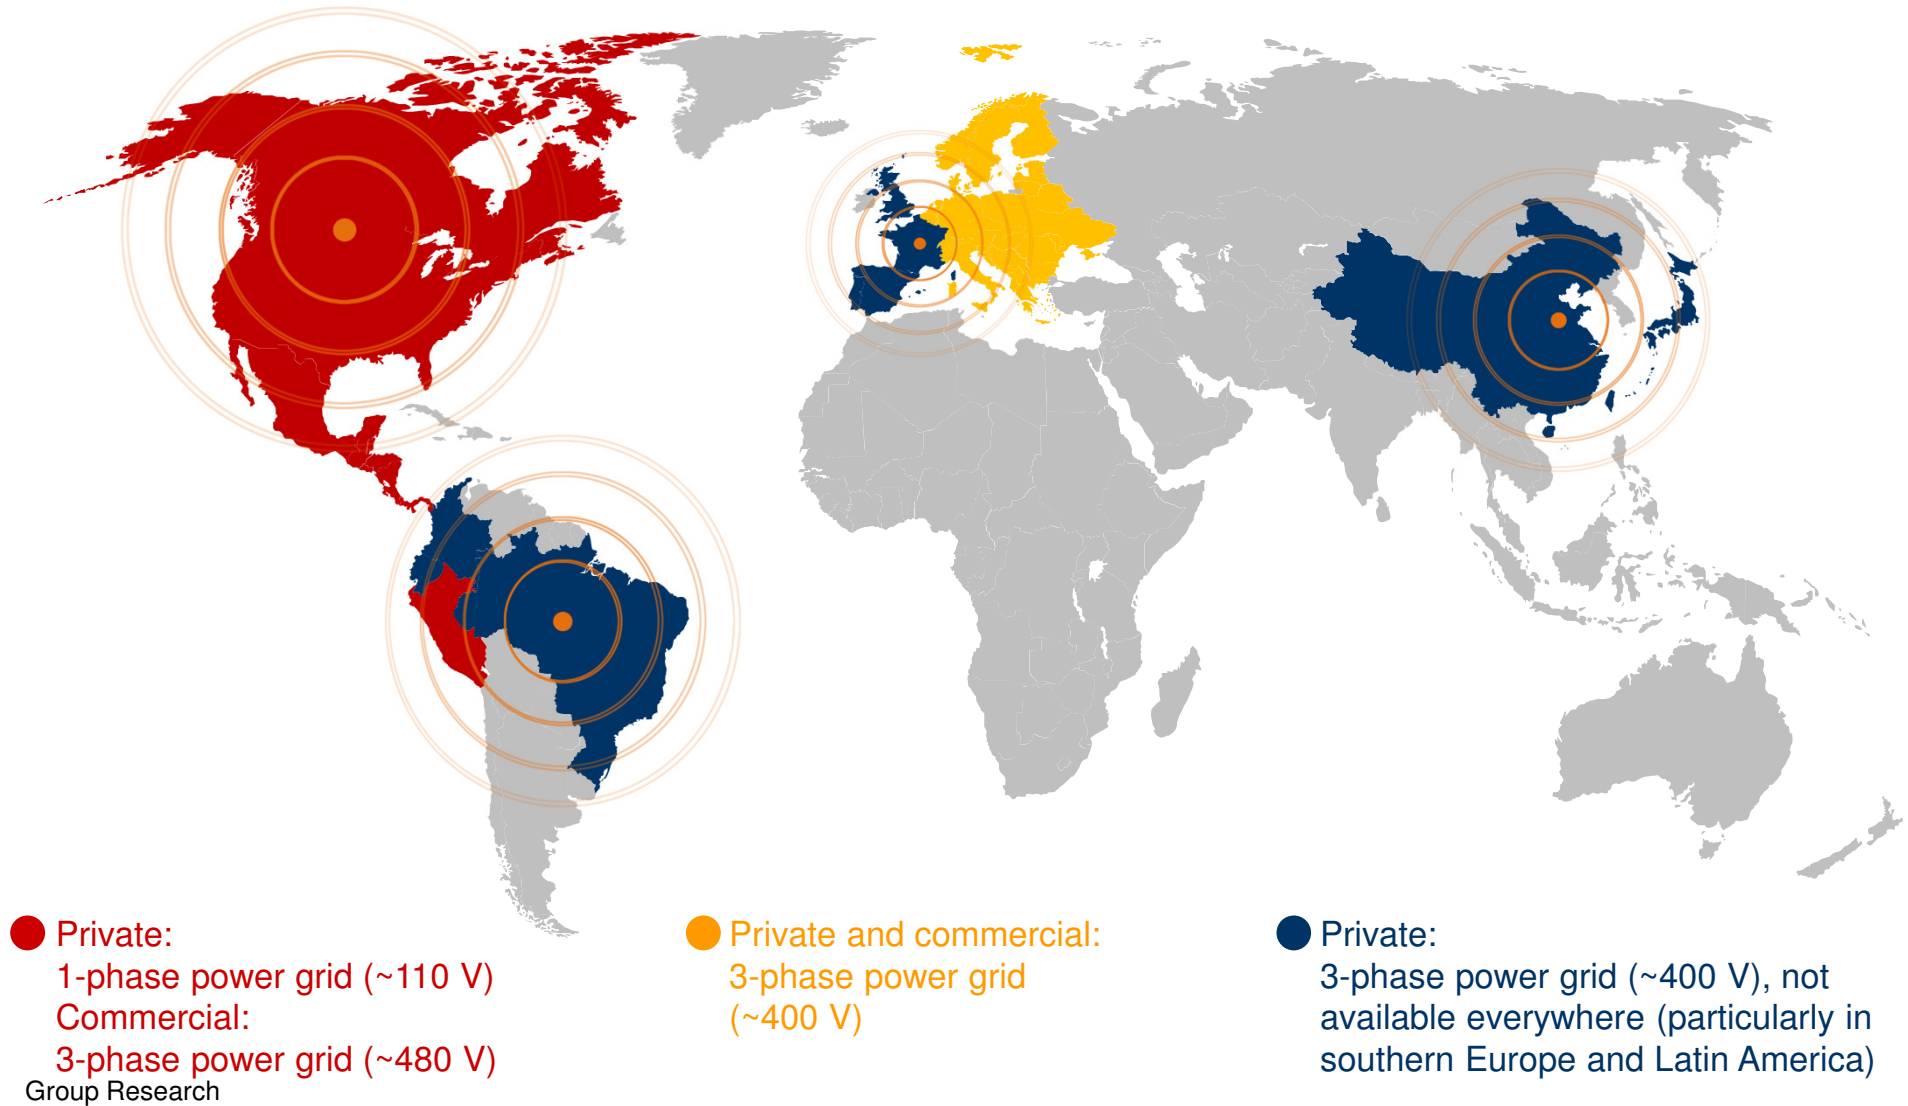 Private:
1-phase power grid (~110 V)
Commercial:
3-phase power grid (~480 V)
Private and commercial:
3-phase power grid
(~400 V)
Private:
3-phase power grid (~400 V), not
available everywhere (particularly in
southern Europe and Latin America)
Group Research